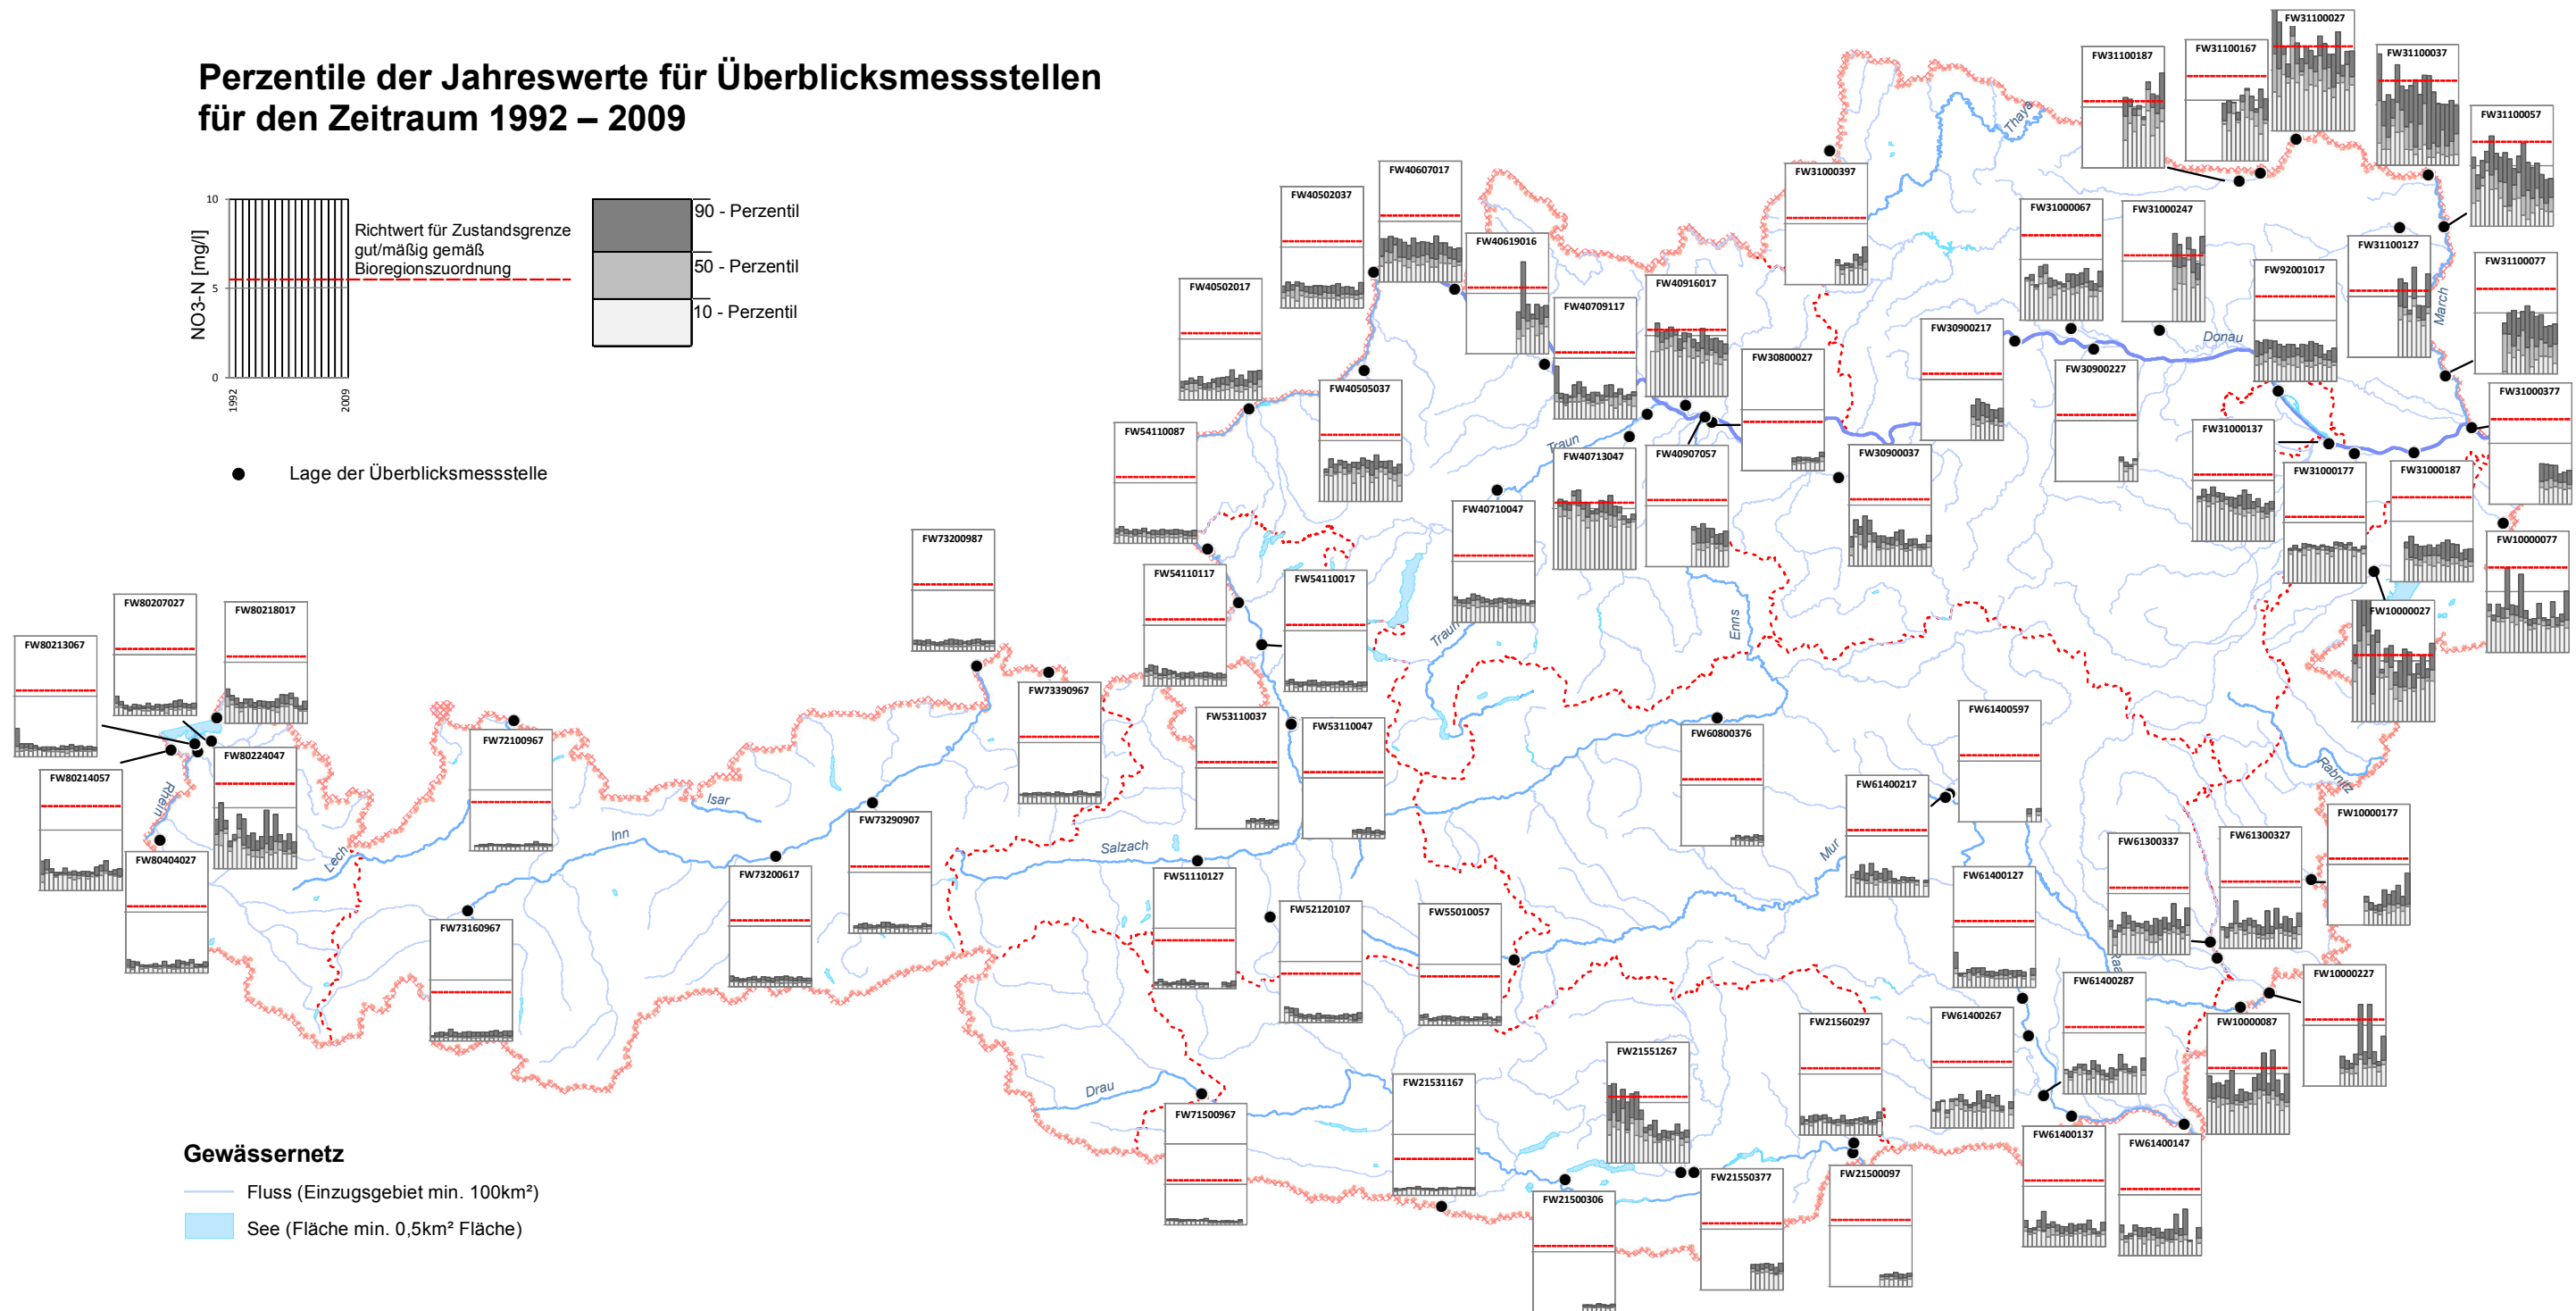 Perzentile der Jahreswerte für Überblicksmessstellen
für den Zeitraum 1992 – 2009
10
5
0
NO3-N [mg/l]
1992
2009
Richtwert für Zustandsgrenze
gut/mäßig gemäß
Bioregionszuordnung
90 - Perzentil
50 - Perzentil
10 - Perzentil
Lage der Überblicksmessstelle
FW31100027
FW31100167
FW31100187
FW31100037
FW31100057
Thaya
FW40607017
FW31000397
FW40502037
FW31000067
FW31000247
FW40619016
FW31100127
FW31100077
FW92001017
FW40502017
FW40916017
FW40709117
March
Donau
FW30900217
FW30800027
FW30900227
FW40505037
FW31000377
FW54110087
FW31000137
Traun
FW40713047
FW40907057
FW30900037
FW31000177
FW31000187
FW40710047
FW73200987
FW10000077
FW54110117
FW54110017
FW80207027
FW80218017
FW10000027
Enns
Traun
FW80213067
FW73390967
FW53110037
FW53110047
FW61400597
FW60800376
FW72100967
FW80224047
FW80214057
FW61400217
Rabnitz
Rhein
Isar
Inn
FW73290907
FW10000177
FW61300337
FW61300327
Salzach
Mur
Lech
FW80404027
FW73200617
FW51110127
FW61400127
FW52120107
FW55010057
FW73160967
FW61400287
FW10000227
FW61400267
FW21560297
FW10000087
FW21551267
FW21531167
Drau
FW71500967
FW61400137
FW61400147
FW21550377
FW21500097
FW21500306
Gewässernetz
Fluss (Einzugsgebiet min. 100km²)
See (Fläche min. 0,5km² Fläche)